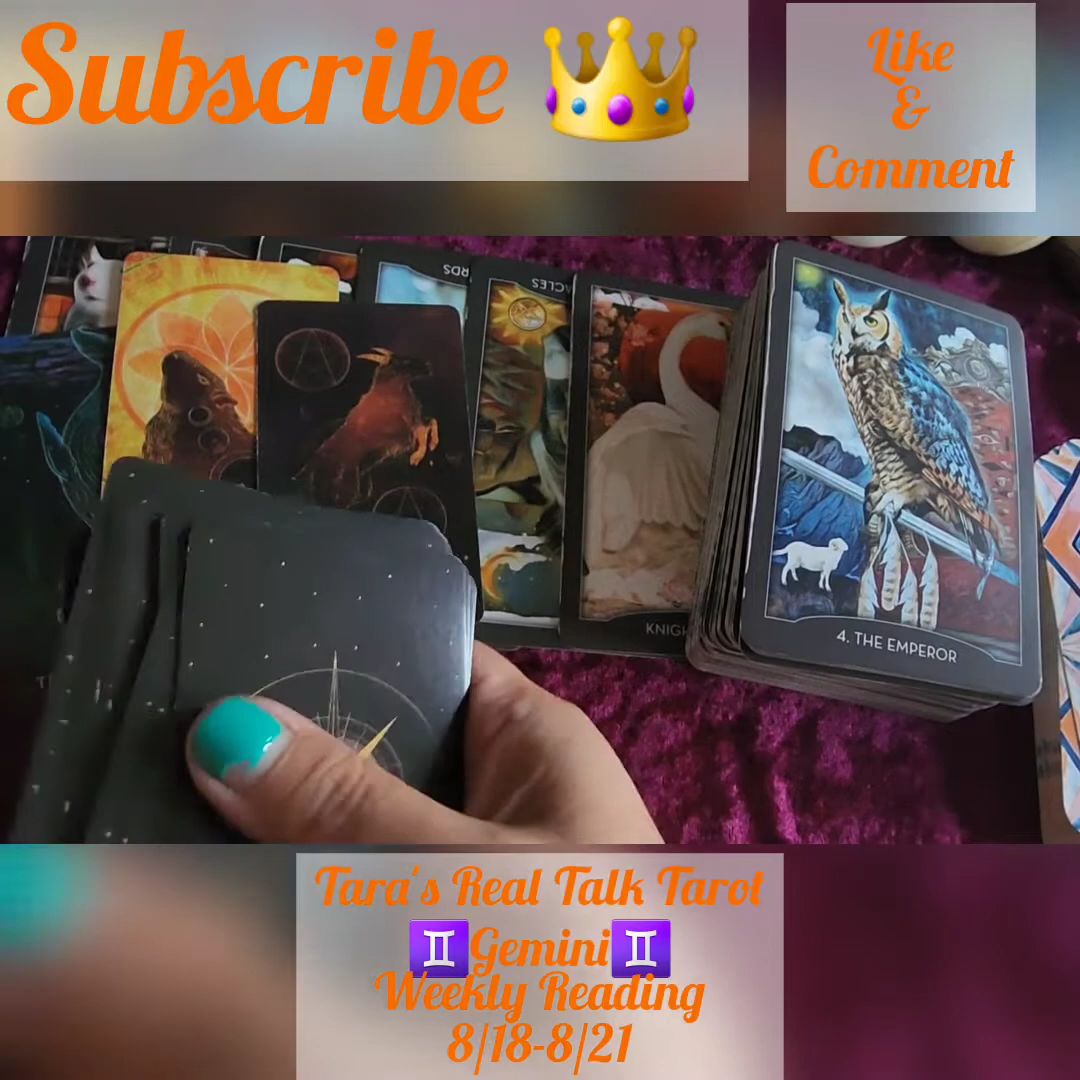 Subscribe
Like
&
Comment
4. THE EMPEROR
Tara's Real Talk Tarot
♊Gemini♊
Weekly Reading
8/18-8/21